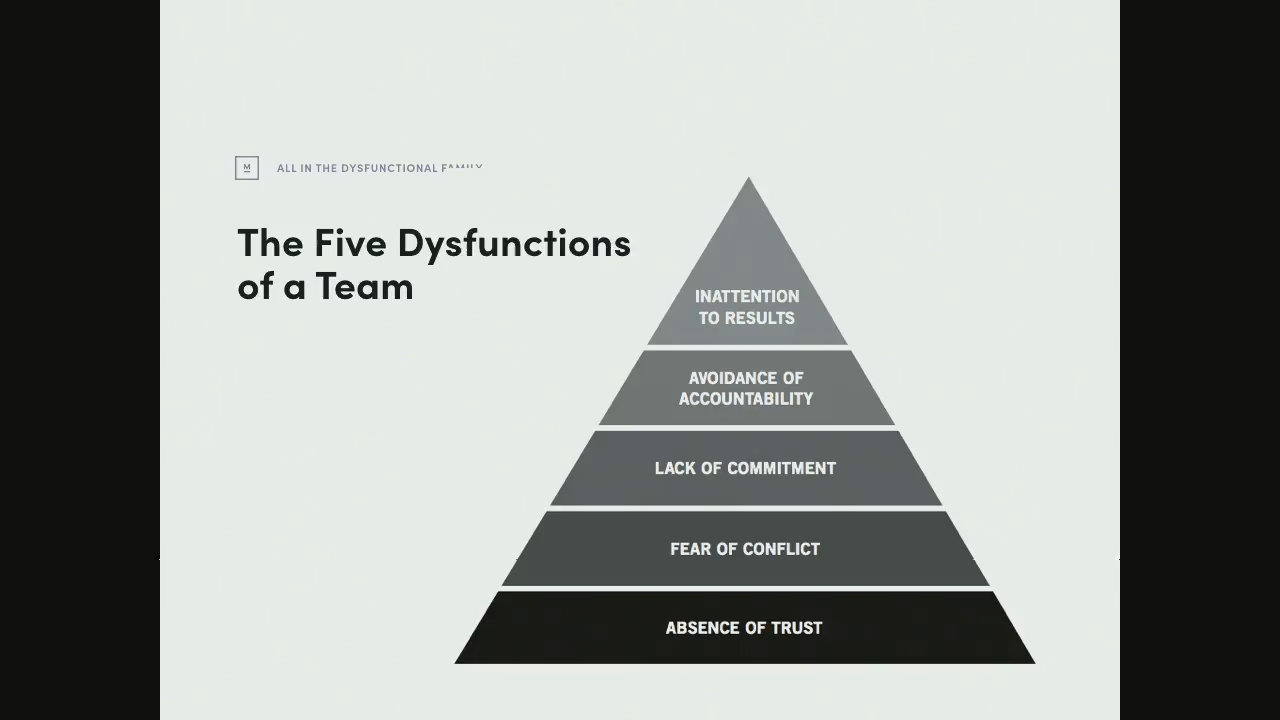 M
ALL IN THE DYSFUNCTIONAL
The Five Dysfunctions
of a Team
INATTENTION
TO RESULTS
AVOIDANCE OF
ACCOUNTABILITY
LACK OF COMMITMENT
FEAR OF CONFLICT
ABSENCE OF TRUST